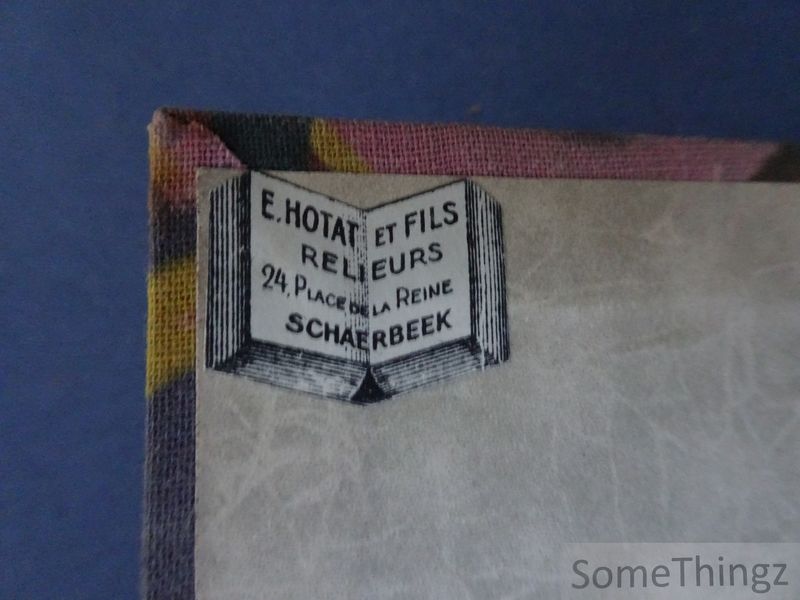 E. HOTAT ET FILS
RELIEURS
24, PLACE DE LA REINE
SCHAERBEEK
SomeThingz